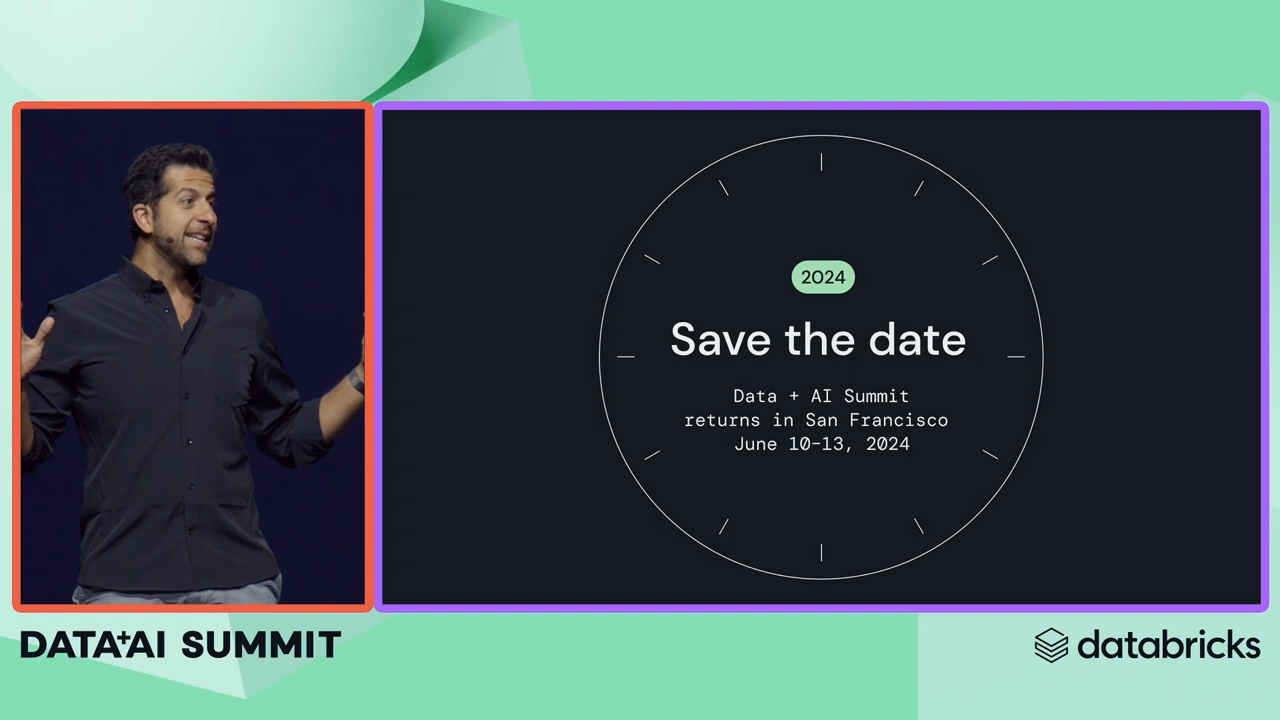 2024
Save the date
Data + AI Summit
returns in San Francisco
June 10-13, 2024
DATA+AI SUMMIT
databricks